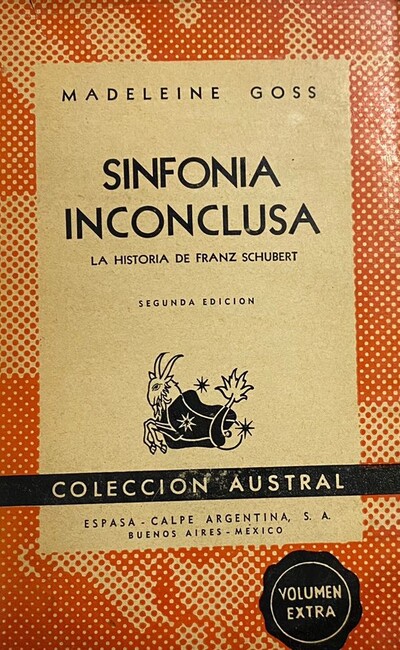 MADELEINE GOSS
SINFONIA
INCONCLUSA
LA HISTORIA DE FRANZ SCHUBERT
SEGUNDA EDICION
COLECCION AUSTRAL
ESPASA - CALPE ARGENTINA, S. A.
BUENOS AIRES - MÉXICO
VOLUMEN
EXTRA